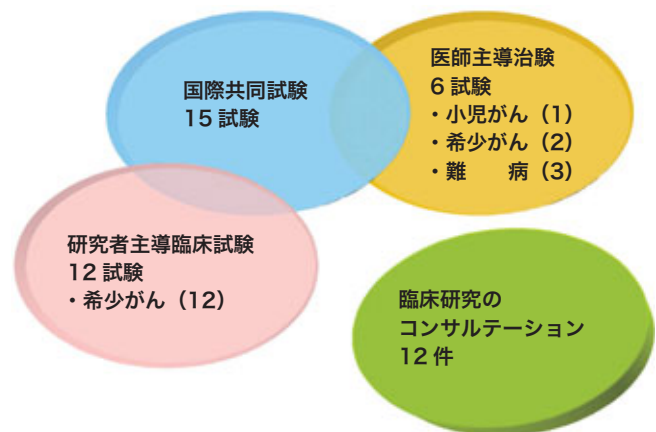 国際共同試験
15 試験
医師主導治験
6 試験
・小児がん（1）
・希少がん（2）
・難　　病（3）
研究者主導臨床試験
12 試験
・希少がん（12）
臨床研究の
コンサルテーション
12 件